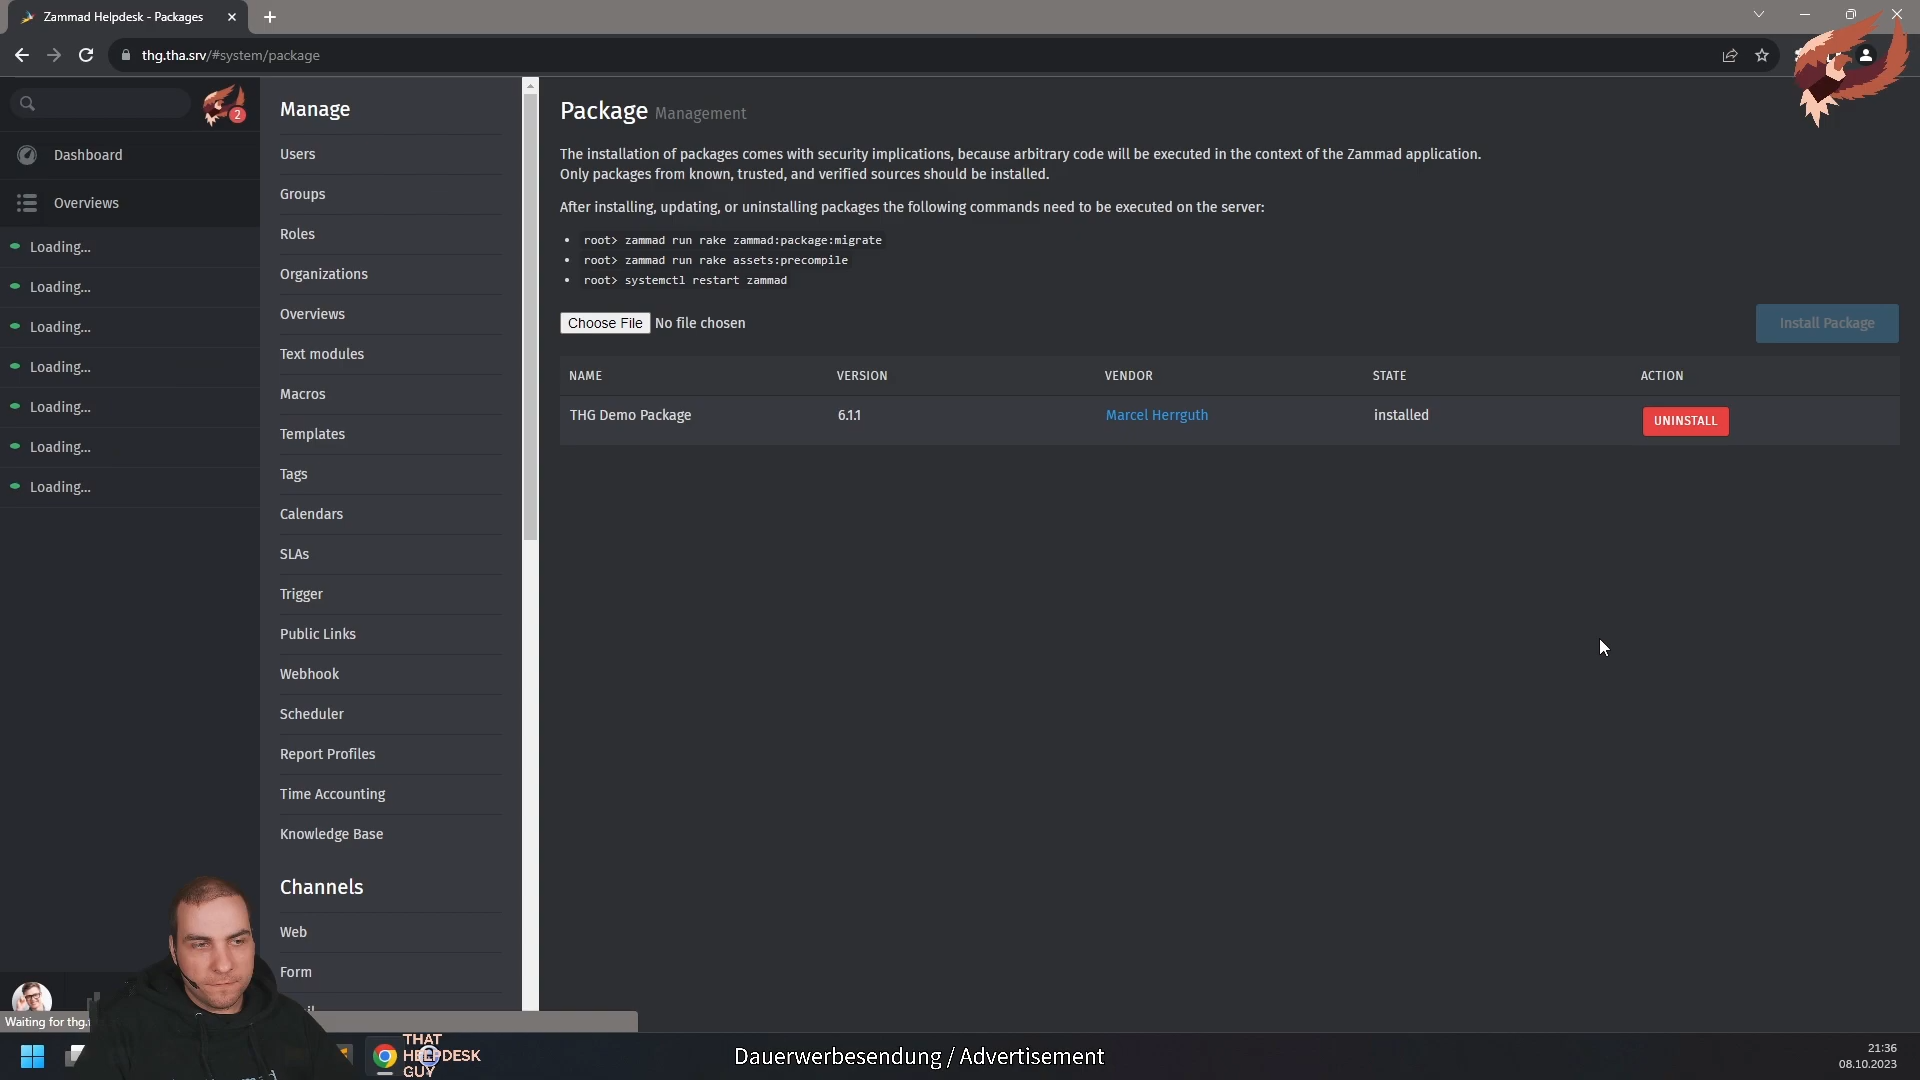 Zammad Helpdesk - Packages
thg.tha.srv/#system/package
2
Dashboard
Overviews
Loading...
Loading...
Loading...
Loading...
Loading...
Loading...
Loading...
Waiting for thg.
Manage
Users
Groups
Roles
Organizations
Overviews
Text modules
Macros
Templates
Tags
Calendars
SLAs
Trigger
Public Links
Webhook
Scheduler
Report Profiles
Time Accounting
Knowledge Base
Channels
Web
Form
Package Management
The installation of packages comes with security implications, because arbitrary code will be executed in the context of the Zammad application.
Only packages from known, trusted, and verified sources should be installed.
After installing, updating, or uninstalling packages the following commands need to be executed on the server:
root> zammad run rake zammad:package:migrate
root> zammad run rake assets:precompile
root> systemctl restart zammad
Choose File No file chosen
Install Package
NAME VERSION VENDOR STATE ACTION
THG Demo Package 6.1.1 Marcel Herrguth installed UNINSTALL
THAT
HELPDESK
GUY
Dauerwerbesendung / Advertisement
21:36
08.10.2023